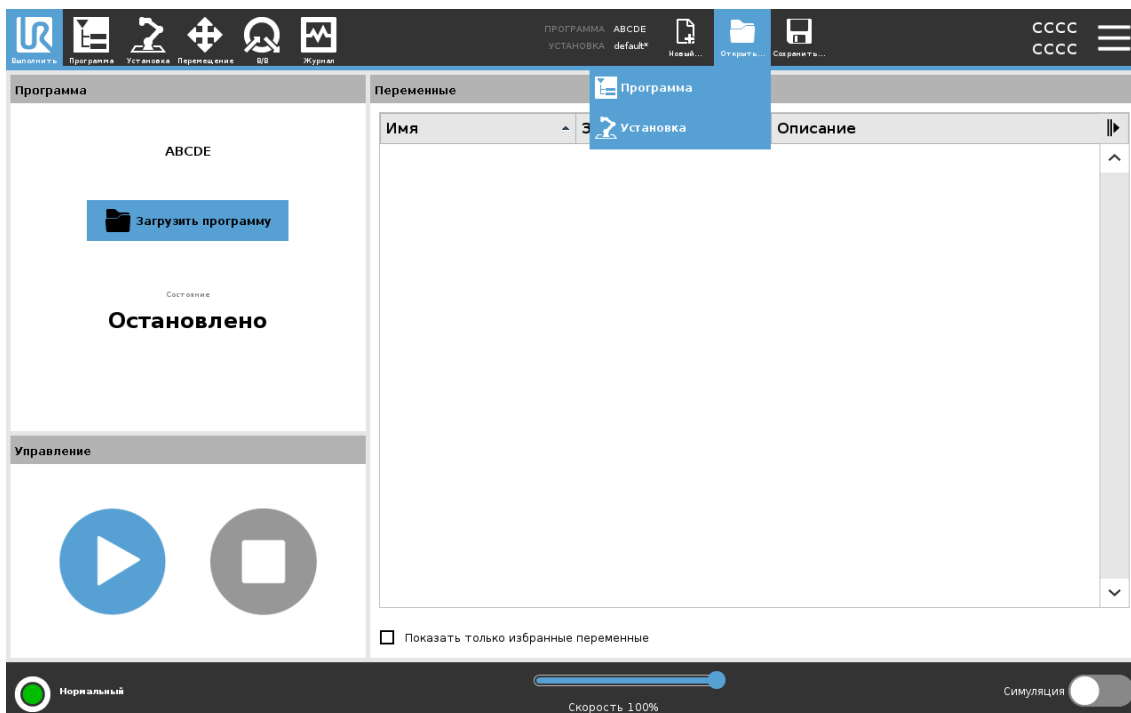 UR
Выполнить
Программа
Установка
Перемещение
В/В
Журнал
ПРОГРАММА ABCDE
УСТАНОВКА default*
Новый...
Открыть...
Сохранить...
CCCC
CCCC
Программа
Установка
Программа
ABCDE
Загрузить программу
Состояние
Остановлено
Управление
Переменные
Имя
З
Описание
Показать только избранные переменные
Нормальный
Скорость 100%
Симуляция